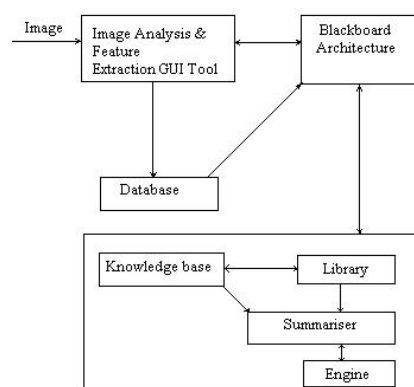 Image
Image Analysis &
Feature
Extraction GUI Tool
Blackboard
Architecture
Database
Knowledge base
Library
Summariser
Engine